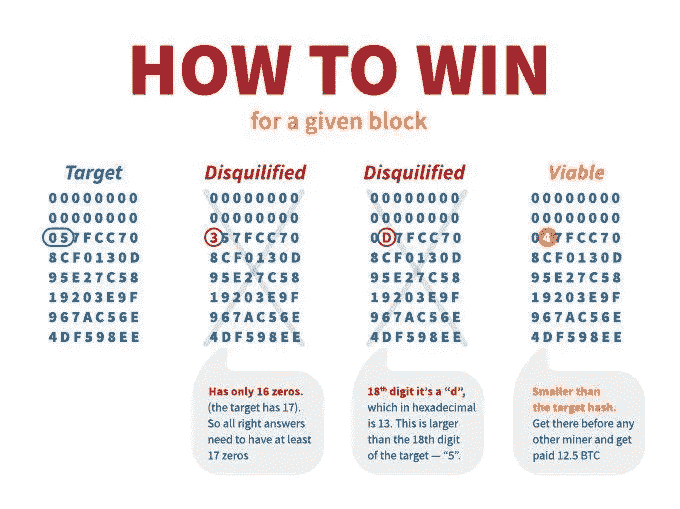 HOW TO WIN
for a given block
Target
00000000
00000000
057FCC70
8CF0130D
95E27C58
19203E9F
967AC56E
4DF598EE
Disquilified
00000000
00000000
357FCC70
8CF0130D
95E27C58
19203E9F
967AC56E
4DF598EE
Has only 16 zeros.
(the target has 17).
So all right answers
need to have at least
17 zeros
Disquilified
00000000
00000000
0D7FCC70
8CF0130D
95E27C58
19203E9F
967AC56E
4DF598EE
18th digit it's a “d”,
which in hexadecimal
is 13. This is larger
than the 18th digit
of the target — “5”.
Viable
00000000
00000000
047FCC70
8CF0130D
95E27C58
19203E9F
967AC56E
4DF598EE
Smaller than
the target hash.
Get there before any
other miner and get
paid 12.5 BTC